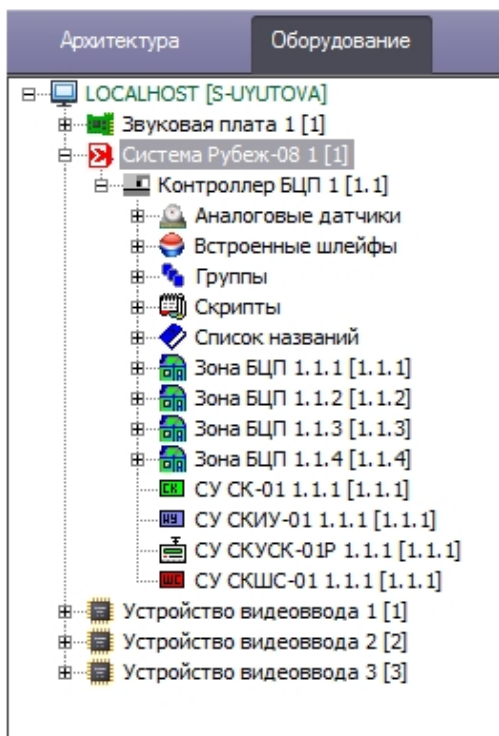 Архитектура Оборудование
LOCALHOST [S-UYUTOVA]
Звуковая плата 1 [1]
Система Рубеж-08 1 [1]
Контроллер БЦП 1 [1.1]
Аналоговые датчики
Встроенные шлейфы
Группы
Скрипты
Список названий
Зона БЦП 1.1.1 [1.1.1]
Зона БЦП 1.1.2 [1.1.2]
Зона БЦП 1.1.3 [1.1.3]
Зона БЦП 1.1.4 [1.1.4]
СК СУ СК-01 1.1.1 [1.1.1]
ИУ СУ СКИУ-01 1.1.1 [1.1.1]
СУ СКУСК-01Р 1.1.1 [1.1.1]
ШС СУ СКШС-01 1.1.1 [1.1.1]
Устройство видеоввода 1 [1]
Устройство видеоввода 2 [2]
Устройство видеоввода 3 [3]